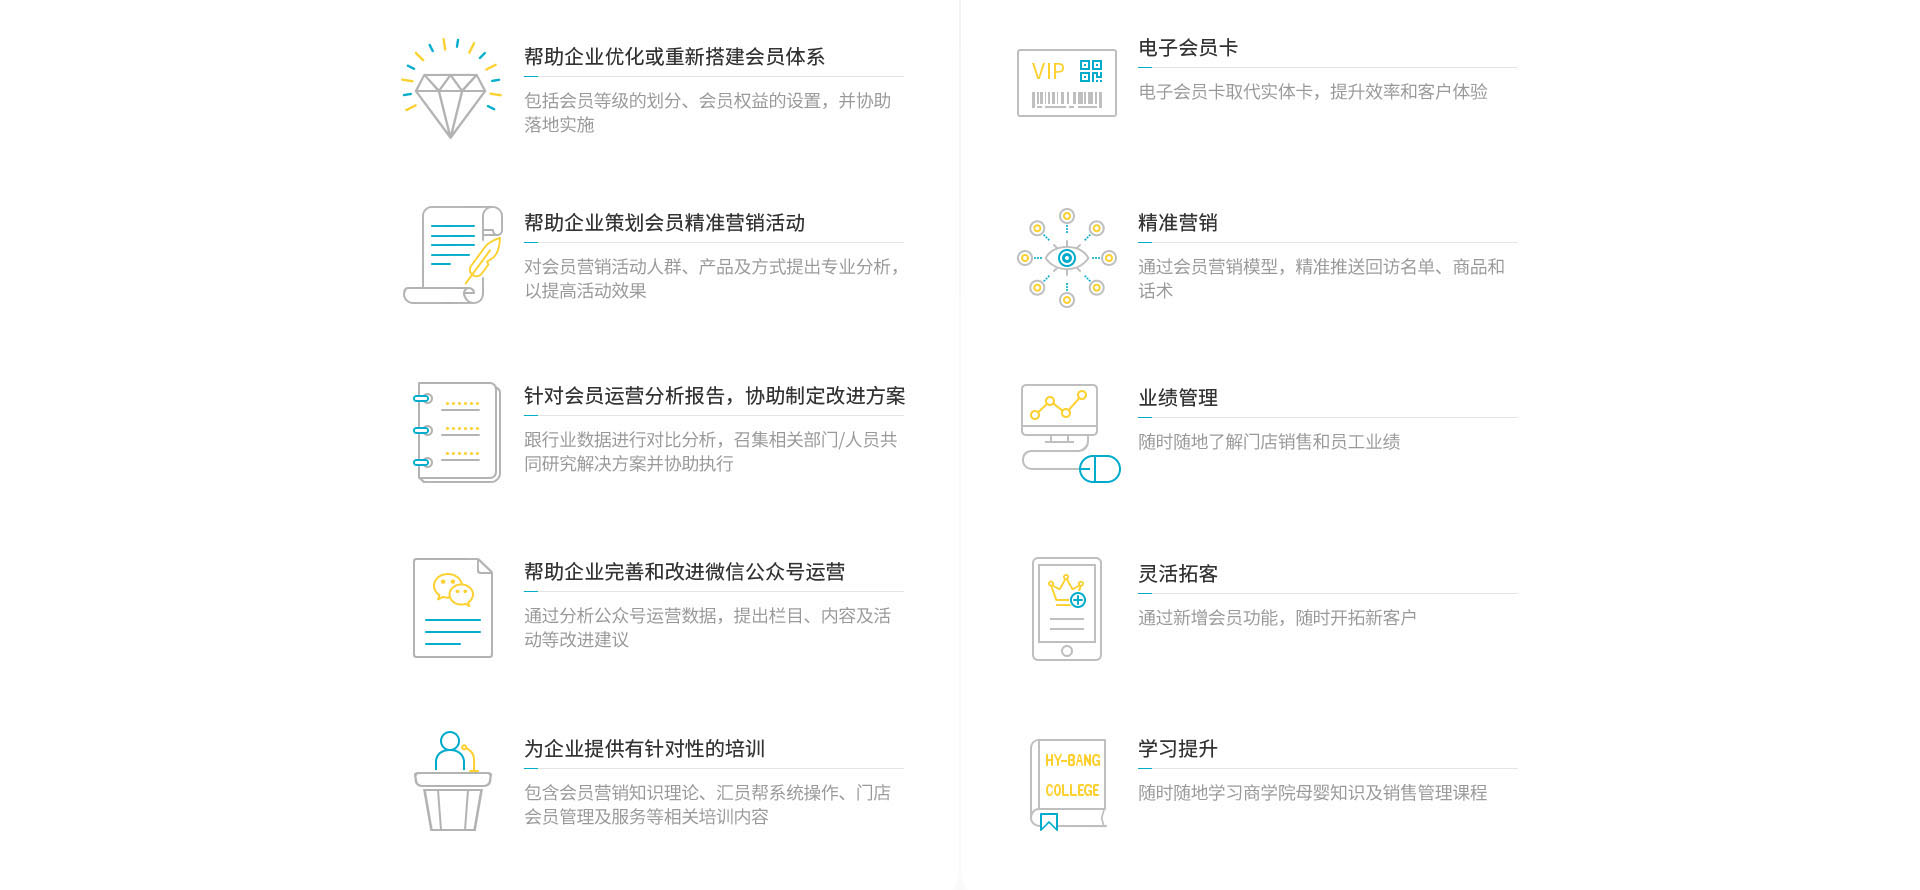 帮助企业优化或重新搭建会员体系
包括会员等级的划分、会员权益的设置，并协助
落地实施
帮助企业策划会员精准营销活动
对会员营销活动人群、产品及方式提出专业分析，
以提高活动效果
针对会员运营分析报告，协助制定改进方案
跟行业数据进行对比分析，召集相关部门/人员共
同研究解决方案并协助执行
帮助企业完善和改进微信公众号运营
通过分析公众号运营数据，提出栏目、内容及活
动等改进建议
为企业提供有针对性的培训
包含会员营销知识理论、汇员帮系统操作、门店
会员管理及服务等相关培训内容
VIP
电子会员卡
电子会员卡取代实体卡，提升效率和客户体验
精准营销
通过会员营销模型，精准推送回访名单、商品和
话术
业绩管理
随时随地了解门店销售和员工业绩
灵活拓客
通过新增会员功能，随时开拓新客户
HY-BANG
COLLEGE
学习提升
随时随地学习商学院母婴知识及销售管理课程